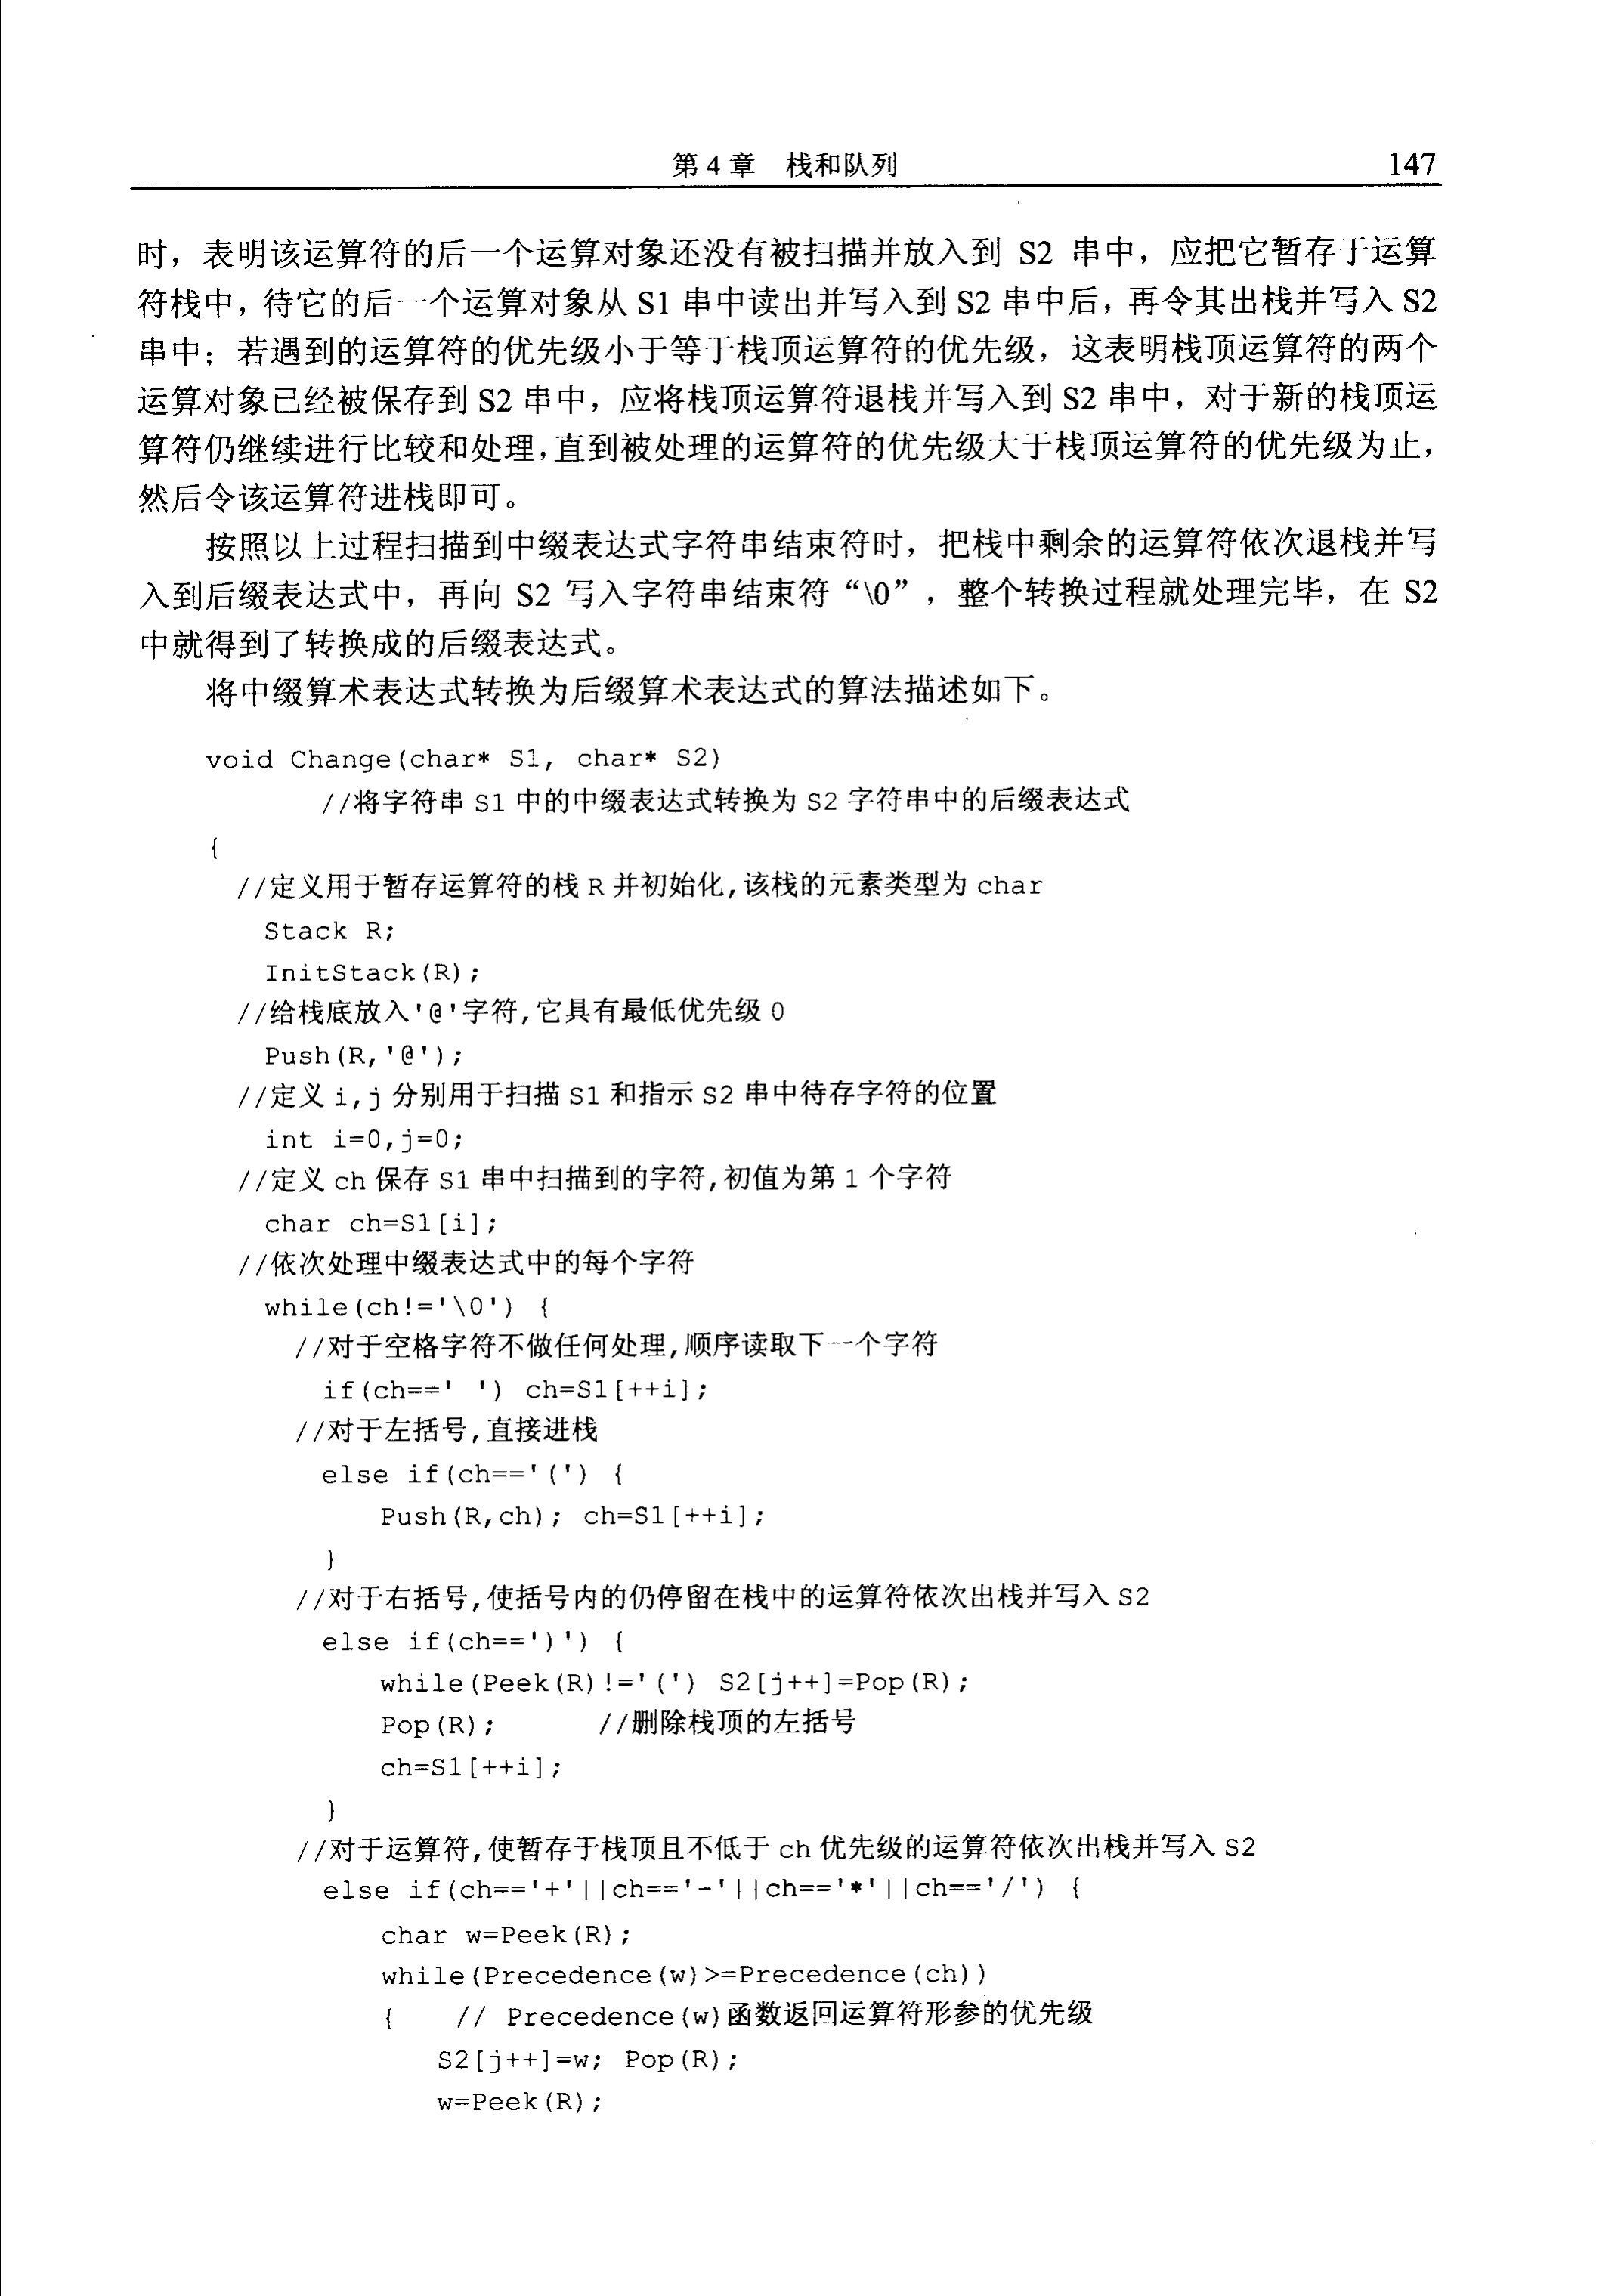 第 4 章 栈和队列 147
时，表明该运算符的后一个运算对象还没有被扫描并放入到 S2 串中，应把它暂存于运算
符栈中，待它的后一个运算对象从 S1 串中读出并写入到 S2 串中后，再令其出栈并写入 S2
串中；若遇到的运算符的优先级小于等于栈顶运算符的优先级，这表明栈顶运算符的两个
运算对象已经被保存到 S2 串中，应将栈顶运算符退栈并写入到 S2 串中，对于新的栈顶运
算符仍继续进行比较和处理，直到被处理的运算符的优先级大于栈顶运算符的优先级为止，
然后令该运算符进栈即可。
按照以上过程扫描到中缀表达式字符串结束符时，把栈中剩余的运算符依次退栈并写
入到后缀表达式中，再向 S2 写入字符串结束符“\0”，整个转换过程就处理完毕，在 S2
中就得到了转换成的后缀表达式。
将中缀算术表达式转换为后缀算术表达式的算法描述如下。
void Change(char* S1, char* S2)
//将字符串 S1 中的中缀表达式转换为 S2 字符串中的后缀表达式
{
//定义用于暂存运算符的栈 R 并初始化,该栈的元素类型为 char
Stack R;
InitStack(R);
//给栈底放入'@'字符,它具有最低优先级 0
Push(R,'@');
//定义 i,j 分别用于扫描 S1 和指示 S2 串中待存字符的位置
int i=0,j=0;
//定义 ch 保存 S1 串中扫描到的字符,初值为第 1 个字符
char ch=S1[i];
//依次处理中缀表达式中的每个字符
while(ch!='\0') {
//对于空格字符不做任何处理,顺序读取下一个字符
if(ch==' ') ch=S1[++i];
//对于左括号,直接进栈
else if(ch=='(') {
Push(R,ch); ch=S1[++i];
}
//对于右括号,使括号内的仍停留在栈中的运算符依次出栈并写入 S2
else if(ch==')') {
while(Peek(R)!='(') S2[j++]=Pop(R);
Pop(R); //删除栈顶的左括号
ch=S1[++i];
}
//对于运算符,使暂存于栈顶且不低于 ch 优先级的运算符依次出栈并写入 S2
else if(ch=='+'||ch=='-'||ch=='*'||ch=='/') {
char w=Peek(R);
while(Precedence(w)>=Precedence(ch))
{ // Precedence(w)函数返回运算符形参的优先级
S2[j++]=w; Pop(R);
w=Peek(R);